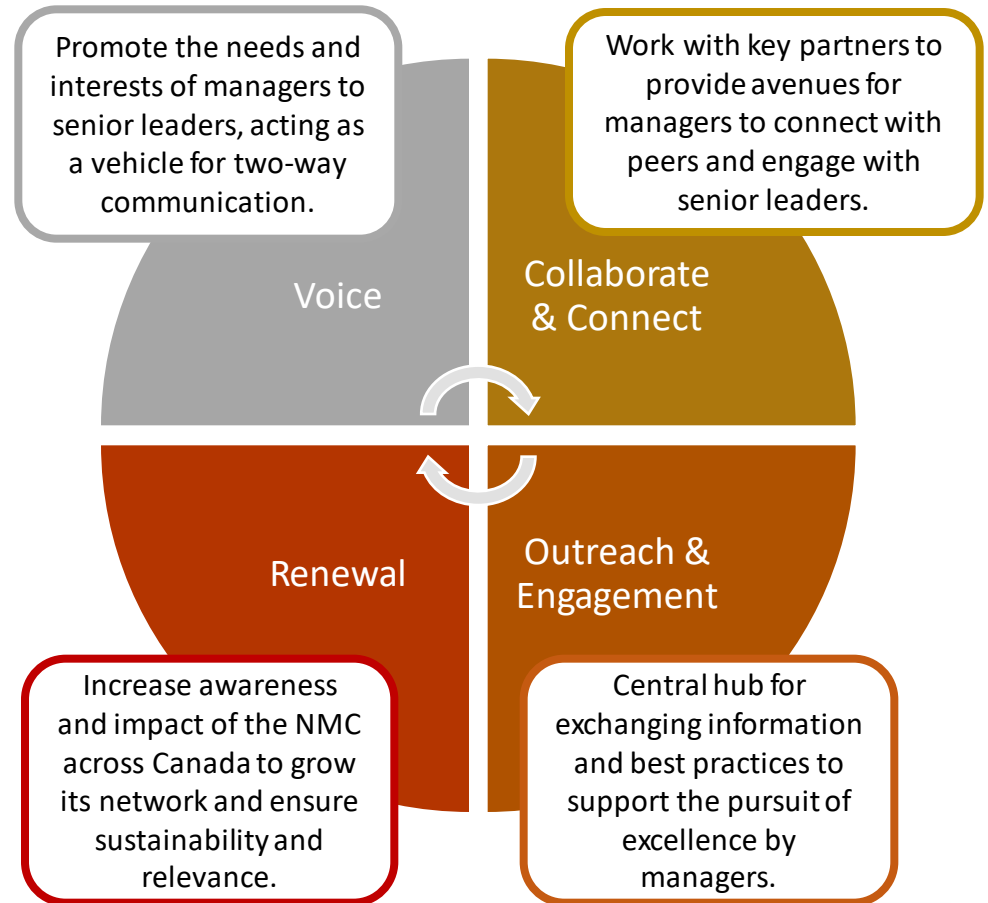 Promote the needs and
interests of managers to
senior leaders, acting as
a vehicle for two-way
communication.
Work with key partners to
provide avenues for
managers to connect with
peers and engage with
senior leaders.
Voice
Collaborate
& Connect
Renewal
Outreach &
Engagement
Increase awareness
and impact of the NMC
across Canada to grow
its network and ensure
sustainability and
relevance.
Central hub for
exchanging information
and best practices to
support the pursuit of
excellence by
managers.